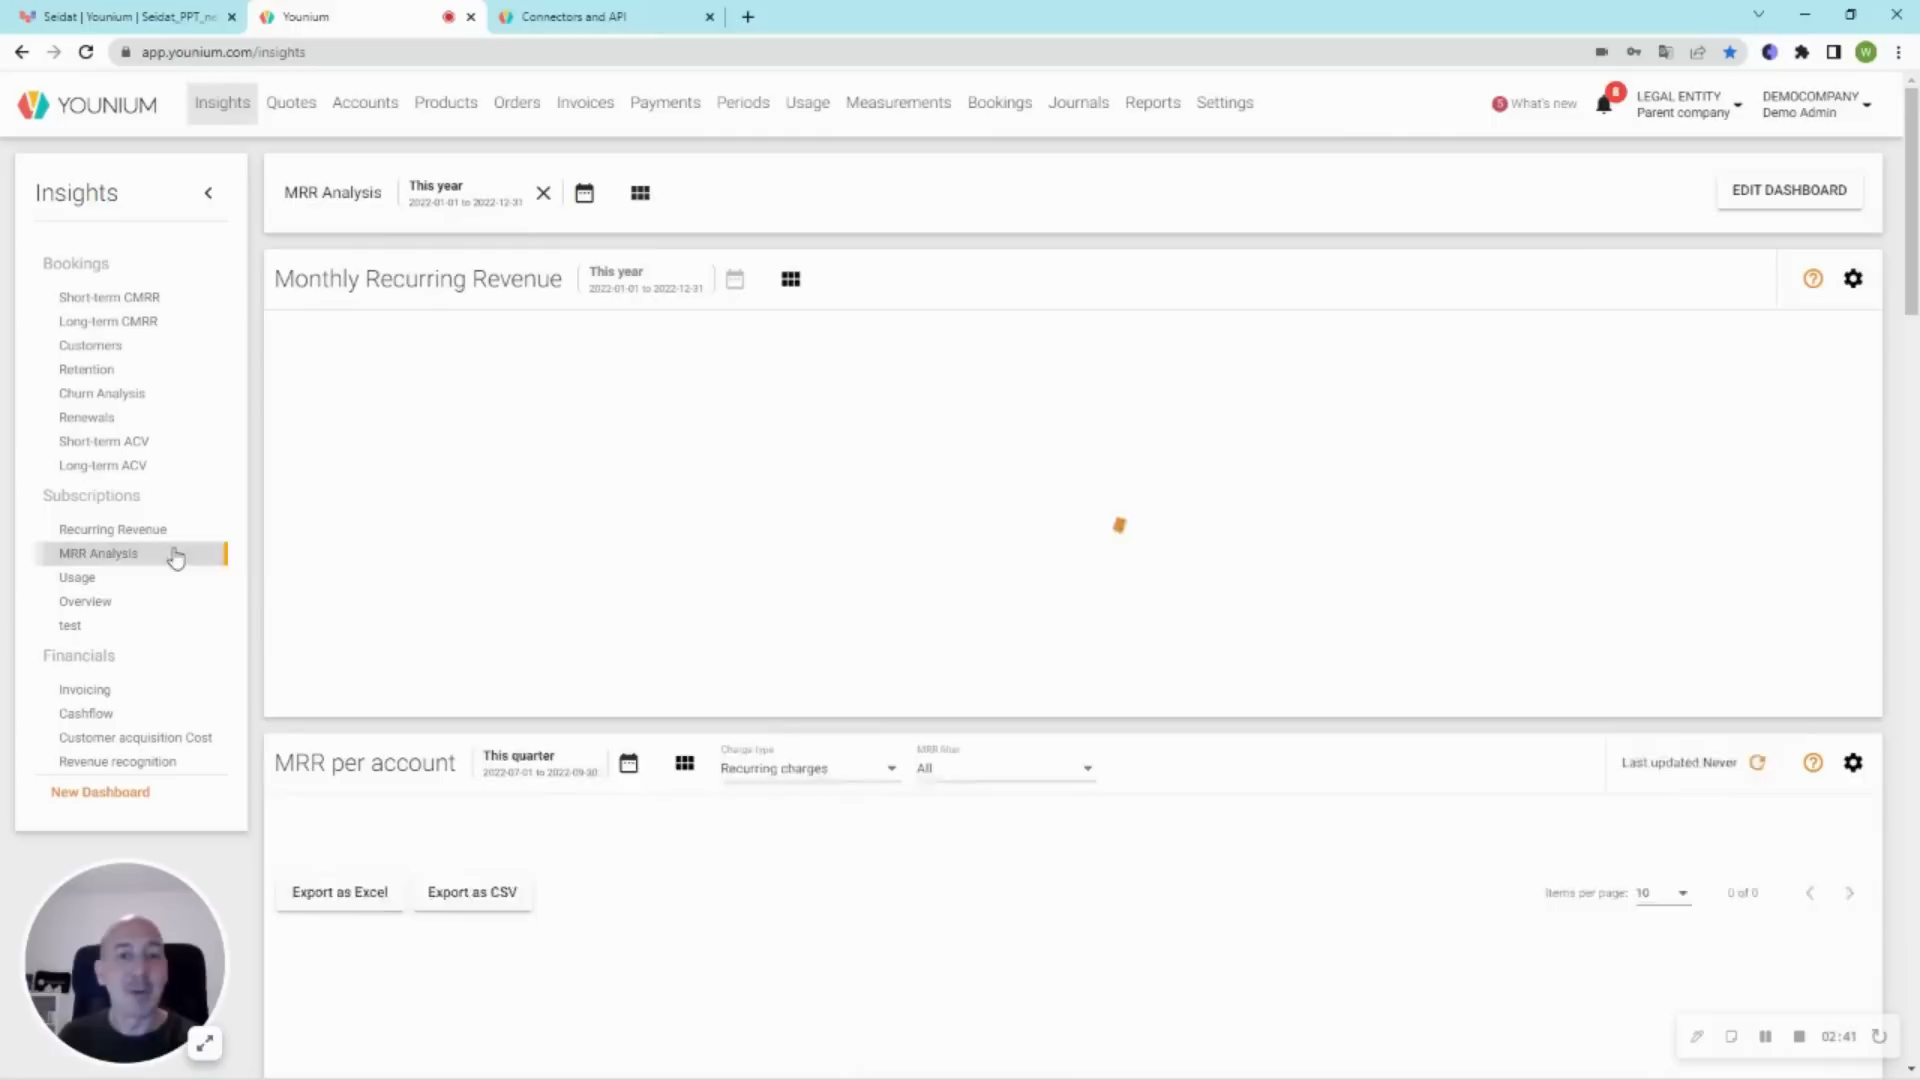 Seidat | Younium | Seidat_PPT_ne
Younium
Connectors and API
app.younium.com/insights
W
YOUNIUM
Insights
Quotes
Accounts
Products
Orders
Invoices
Payments
Periods
Usage
Measurements
Bookings
Journals
Reports
Settings
5 What's new
8
LEGAL ENTITY
Parent company
DEMOCOMPANY
Demo Admin
Insights
Bookings
Short-term CMRR
Long-term CMRR
Customers
Retention
Churn Analysis
Renewals
Short-term ACV
Long-term ACV
Subscriptions
Recurring Revenue
MRR Analysis
Usage
Overview
test
Financials
Invoicing
Cashflow
Customer acquisition Cost
Revenue recognition
New Dashboard
MRR Analysis
This year
2022-01-01 to 2022-12-31
EDIT DASHBOARD
Monthly Recurring Revenue
This year
2022-01-01 to 2022-12-31
MRR per account
This quarter
2022-07-01 to 2022-09-30
Charge type
Recurring charges
MRR filter
All
Last updated Never
Export as Excel
Export as CSV
Items per page: 10
0 of 0
02:41